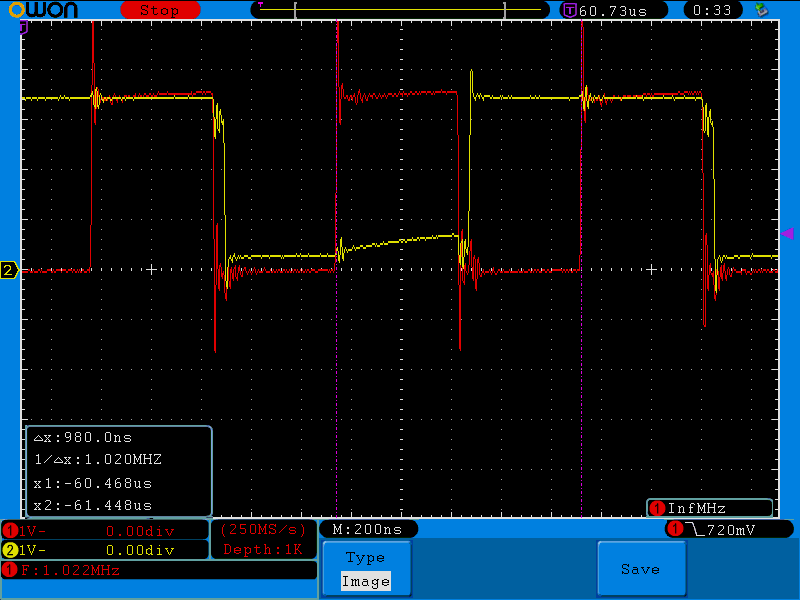 OWON Stop T 60.73us 0:33
2
△x:980.0ns
1/△x:1.020MHZ
x1:-60.468us
x2:-61.448us
1 InfMHz
1 1V- 0.00div (250MS/s) M:200ns 1 720mV
2 1V- 0.00div Depth:1K
1 F:1.022MHz
Type
Image
Save